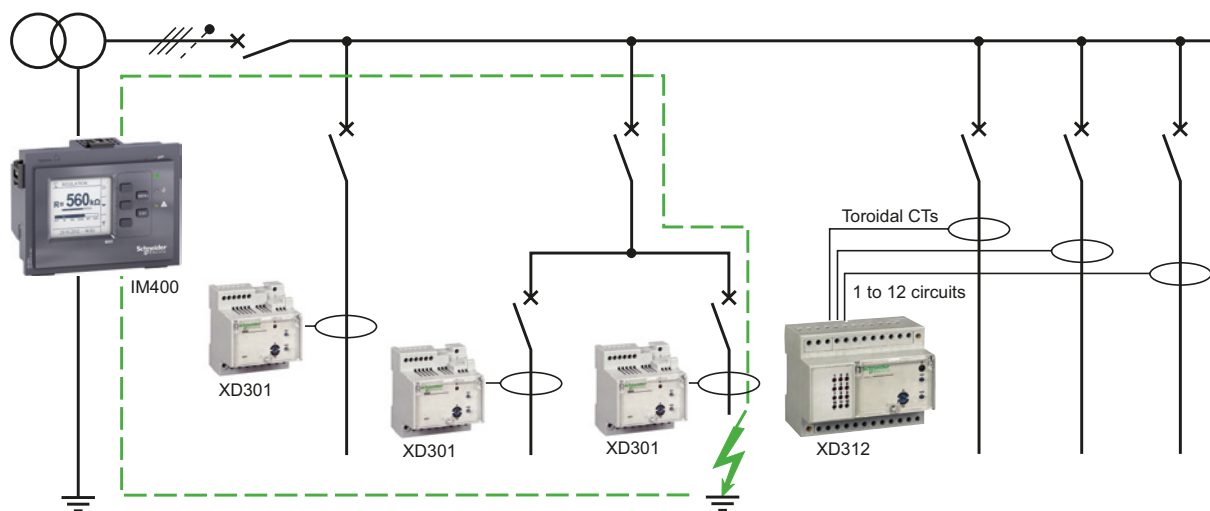 R= 560kΩ
Schneider
IM400
XD301
XD301
XD301
Toroidal CTs
1 to 12 circuits
XD312